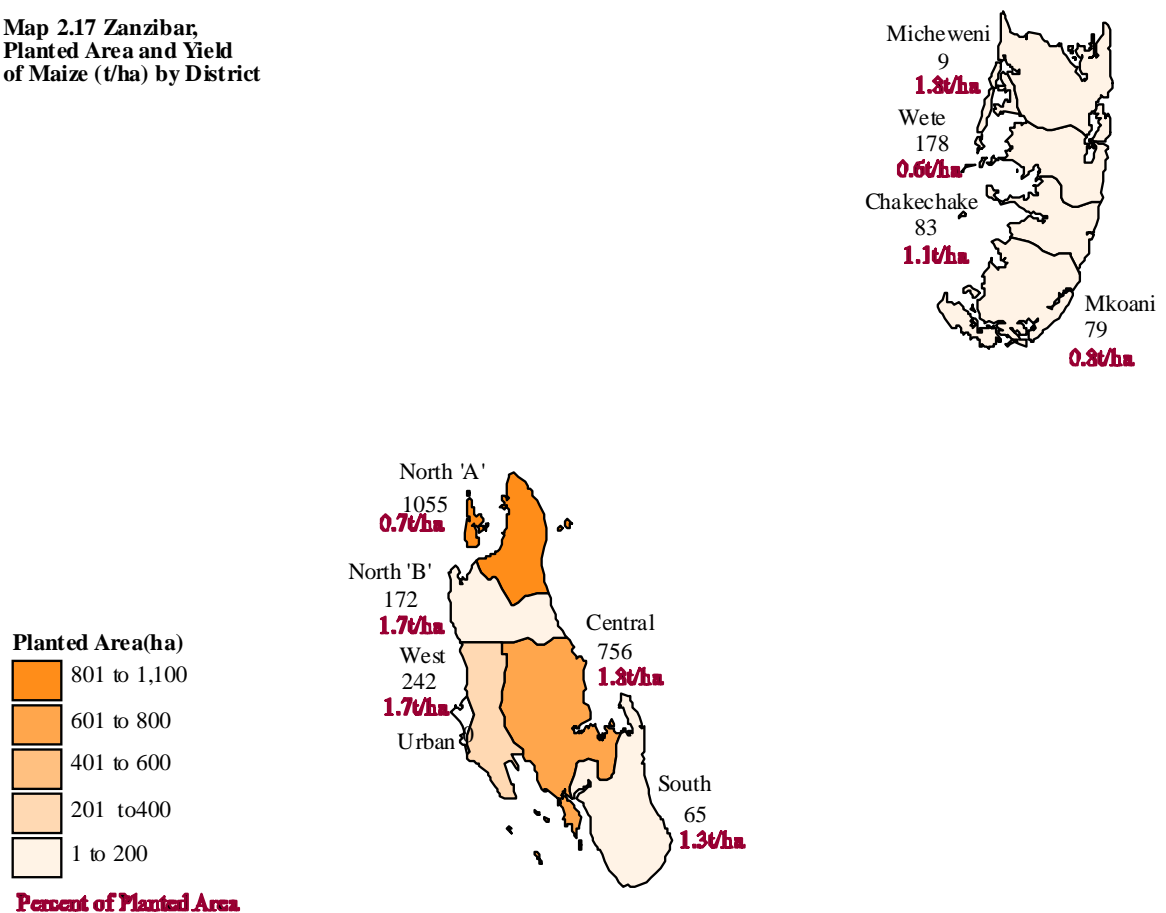 Map 2.17 Zanzibar,
Planted Area and Yield
of Maize (t/ha) by District
Micheweni
9
1.8t/ha
Wete
178
0.6t/ha
Chakechake
83
1.1t/ha
Mkoani
79
0.8t/ha
North 'A'
1055
0.7t/ha
North 'B'
172
1.7t/ha
Central
756
1.8t/ha
West
242
1.7t/ha
Urban
South
65
1.3t/ha
Planted Area(ha)
801 to 1,100
601 to 800
401 to 600
201 to400
1 to 200
Percent of Planted Area